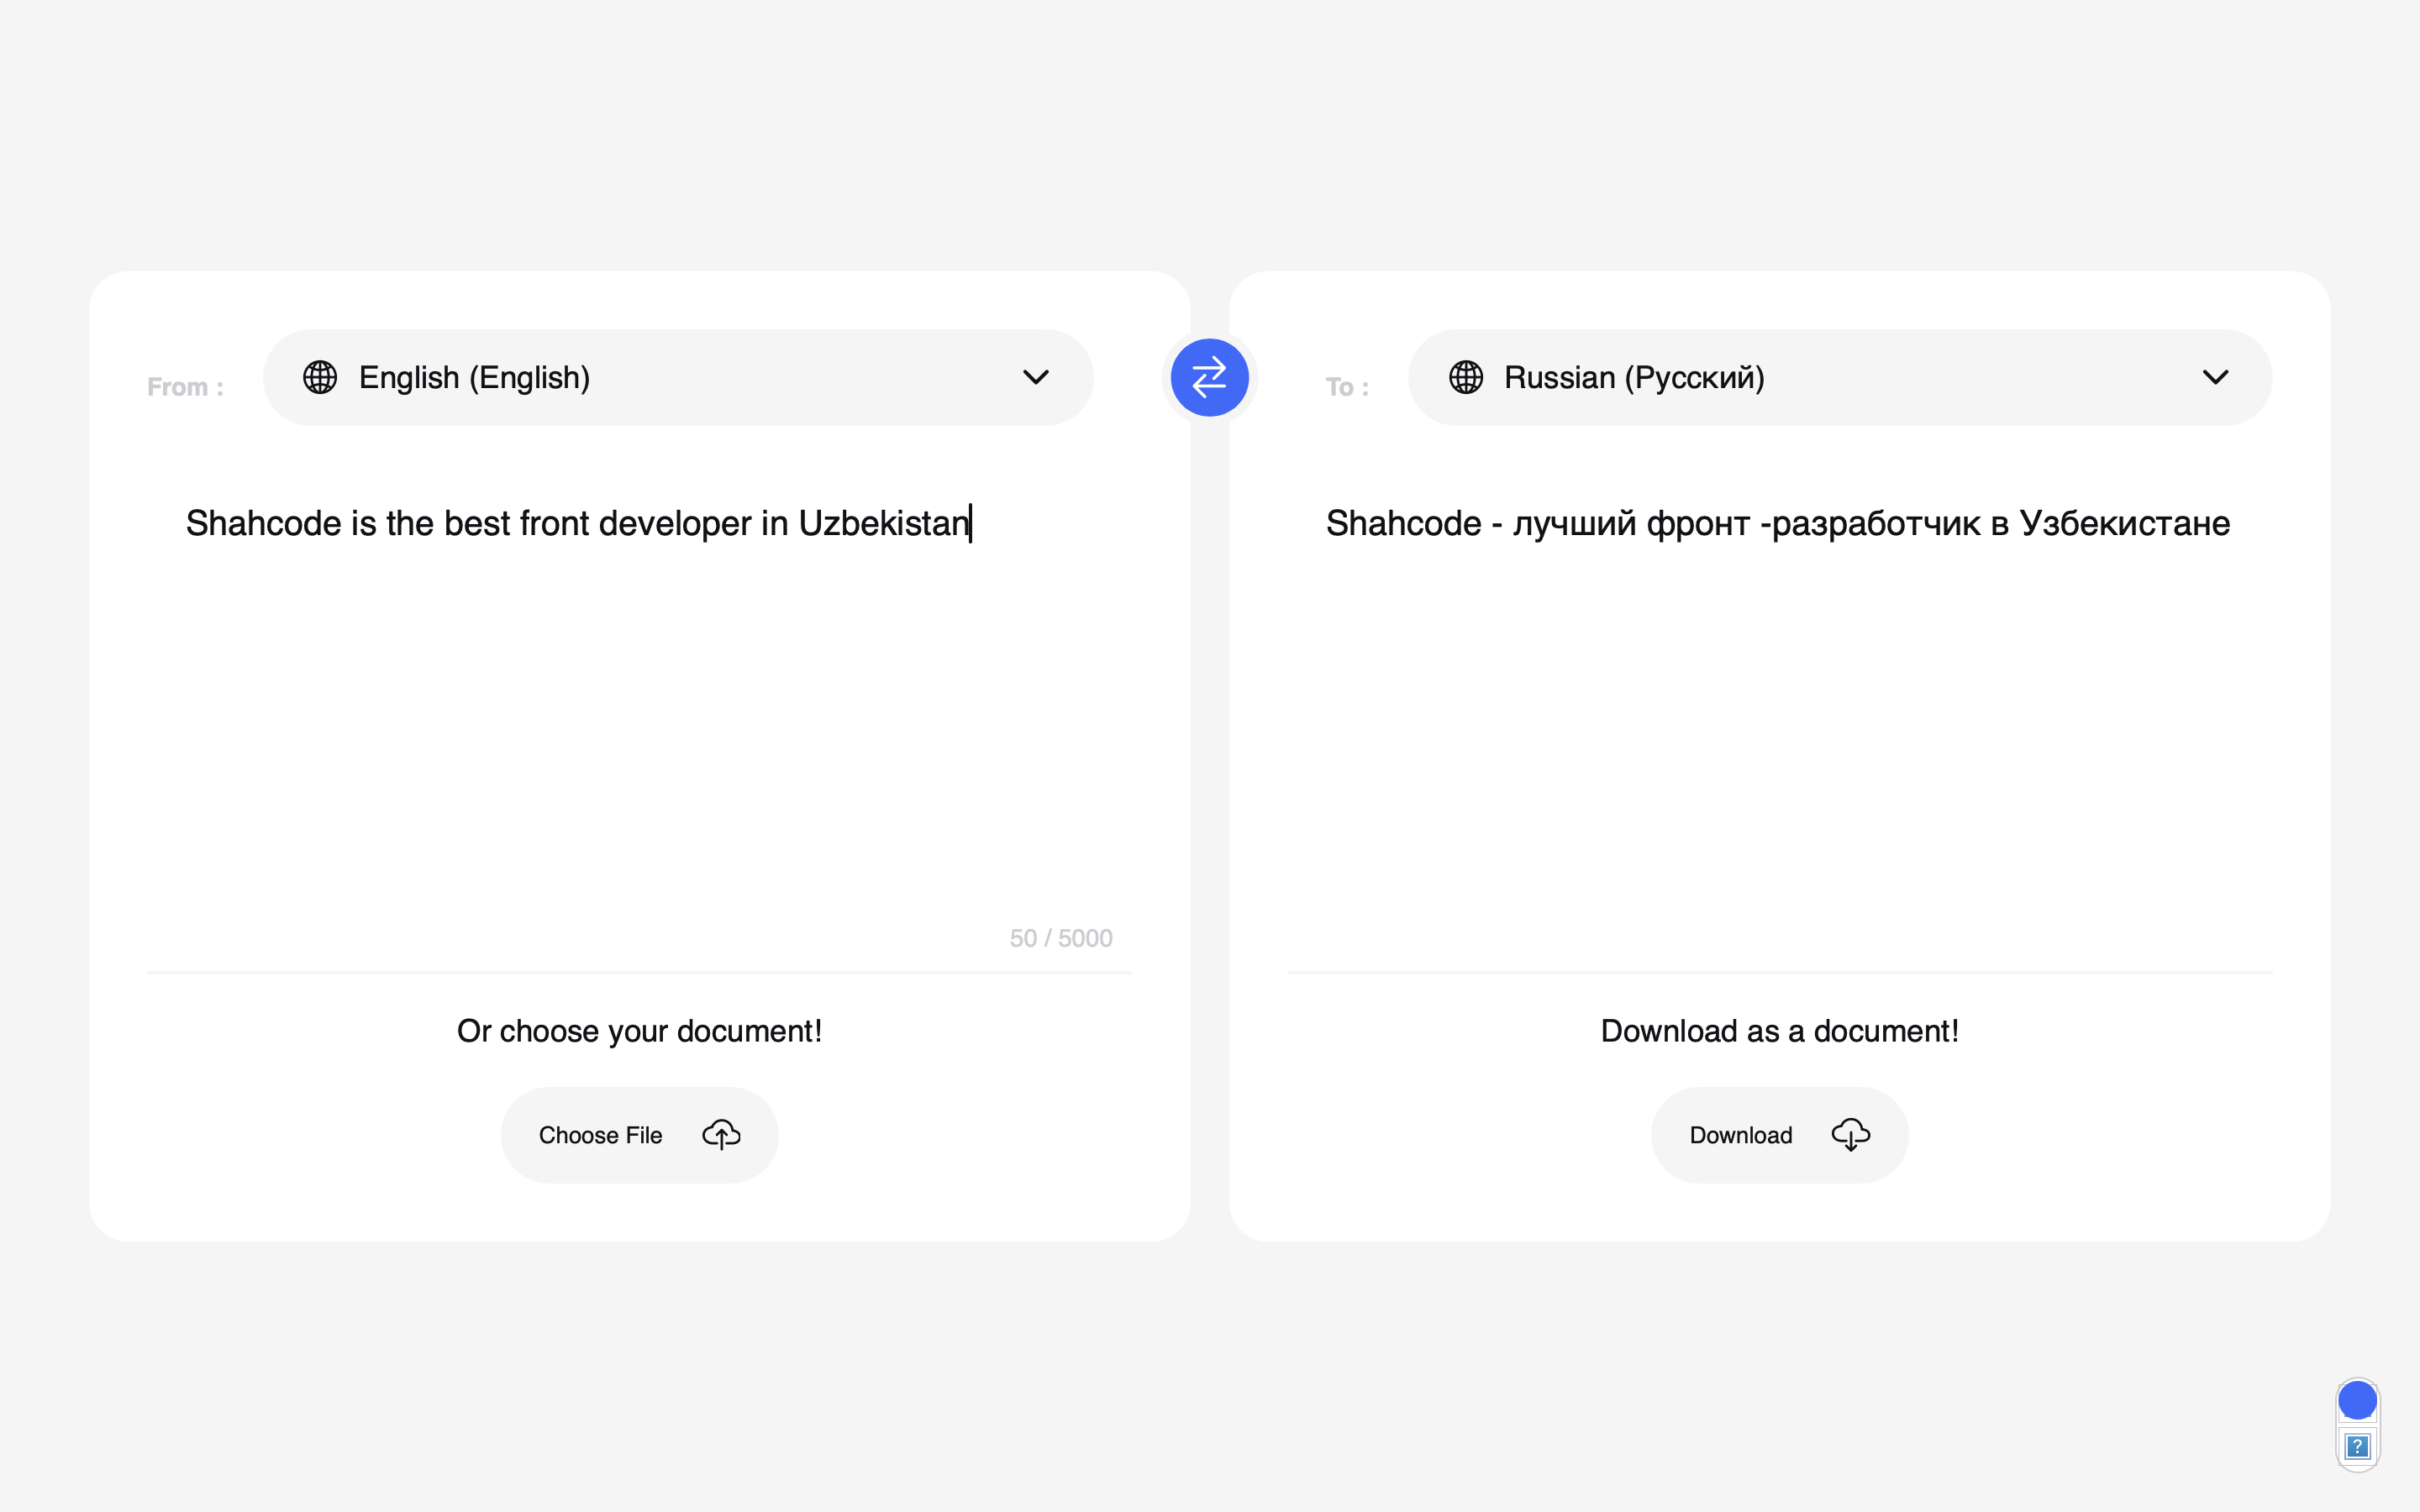 From :
English (English)
To :
Russian (Русский)
Shahcode is the best front developer in Uzbekistan
Shahcode - лучший фронт -разработчик в Узбекистане
50 / 5000
Or choose your document!
Download as a document!
Choose File
Download
?